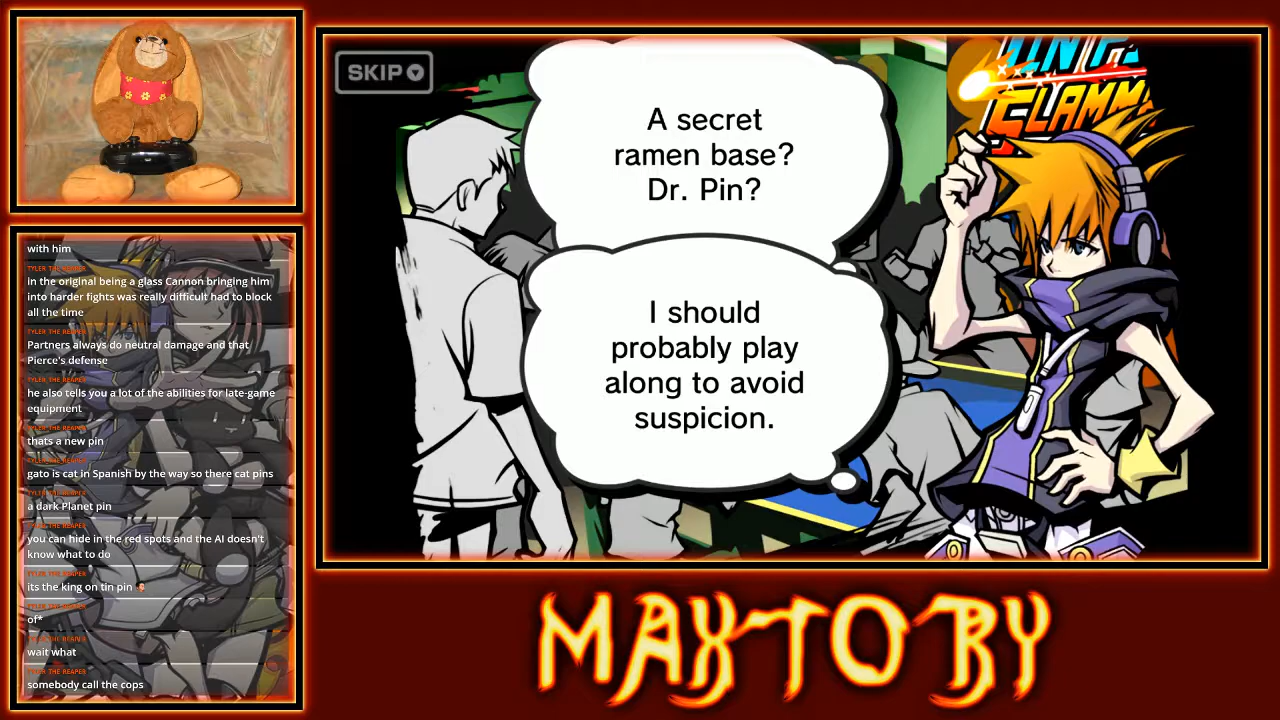 SKIP
A secret
ramen base?
Dr. Pin?
I should
probably play
along to avoid
suspicion.
TIN PIN
SLAMMER
with him
TYLER THE REAPER
In the original being a glass Cannon bringing him
into harder fights was really difficult had to block
all the time
TYLER THE REAPER
Partners always do neutral damage and that
Pierce's defense
TYLER THE REAPER
he also tells you a lot of the abilities for late-game
equipment
TYLER THE REAPER
thats a new pin
TYLER THE REAPER
gato is cat in Spanish by the way so there cat pins
TYLER THE REAPER
a dark Planet pin
TYLER THE REAPER
you can hide in the red spots and the AI doesn't
know what to do
TYLER THE REAPER
its the king on tin pin
TYLER THE REAPER
of*
TYLER THE REAPER
wait what
TYLER THE REAPER
somebody call the cops
MAXTOBY